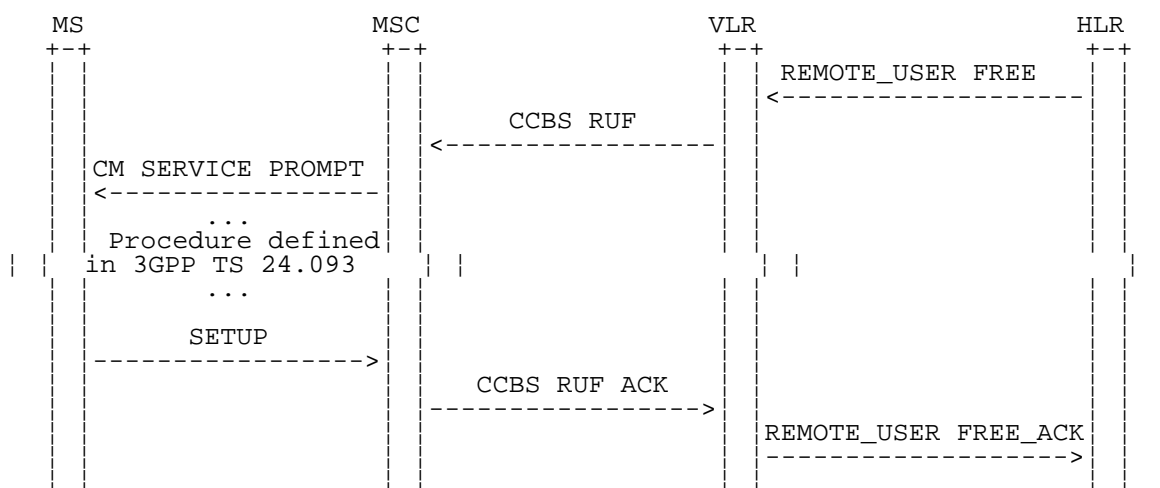 MS MSC VLR HLR
REMOTE_USER FREE
CCBS RUF
CM SERVICE PROMPT
...
Procedure defined
in 3GPP TS 24.093
...
SETUP
CCBS RUF ACK
REMOTE_USER FREE_ACK